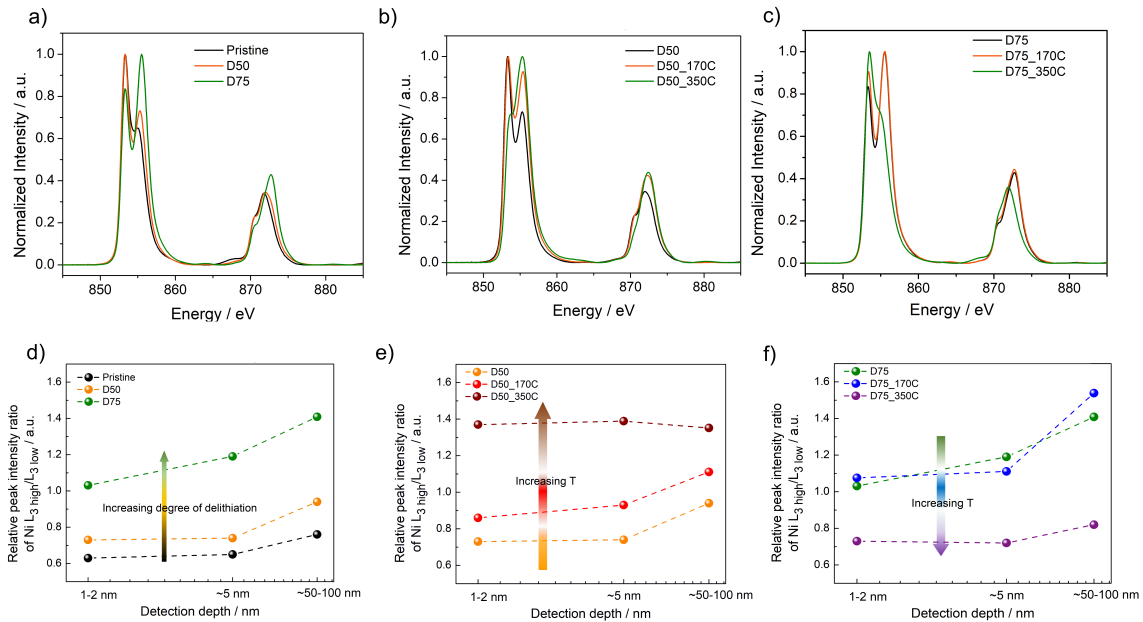 a)
Pristine
D50
D75
Normalized Intensity / a.u.
1.0
0.8
0.6
0.4
0.2
0.0
850
860
870
880
Energy / eV
b)
D50
D50_170C
D50_350C
Normalized Intensity / a.u.
1.0
0.8
0.6
0.4
0.2
0.0
850
860
870
880
Energy / eV
c)
D75
D75_170C
D75_350C
Normalized Intensity / a.u.
1.0
0.8
0.6
0.4
0.2
0.0
850
860
870
880
Energy / eV
d)
Pristine
D50
D75
Relative peak intensity ratio
of Ni L3 high/L3 low / a.u.
1.6
1.4
1.2
1.0
0.8
0.6
Increasing degree of delithiation
1-2 nm
~5 nm
~50-100 nm
Detection depth / nm
e)
D50
D50_170C
D50_350C
Relative peak intensity ratio
of Ni L3 high/L3 low / a.u.
1.6
1.4
1.2
1.0
0.8
0.6
Increasing T
1-2 nm
~5 nm
~50-100 nm
Detection depth / nm
f)
D75
D75_170C
D75_350C
Relative peak intensity ratio
of Ni L3 high/L3 low / a.u.
1.6
1.4
1.2
1.0
0.8
0.6
Increasing T
1-2 nm
~5 nm
~50-100 nm
Detection depth / nm